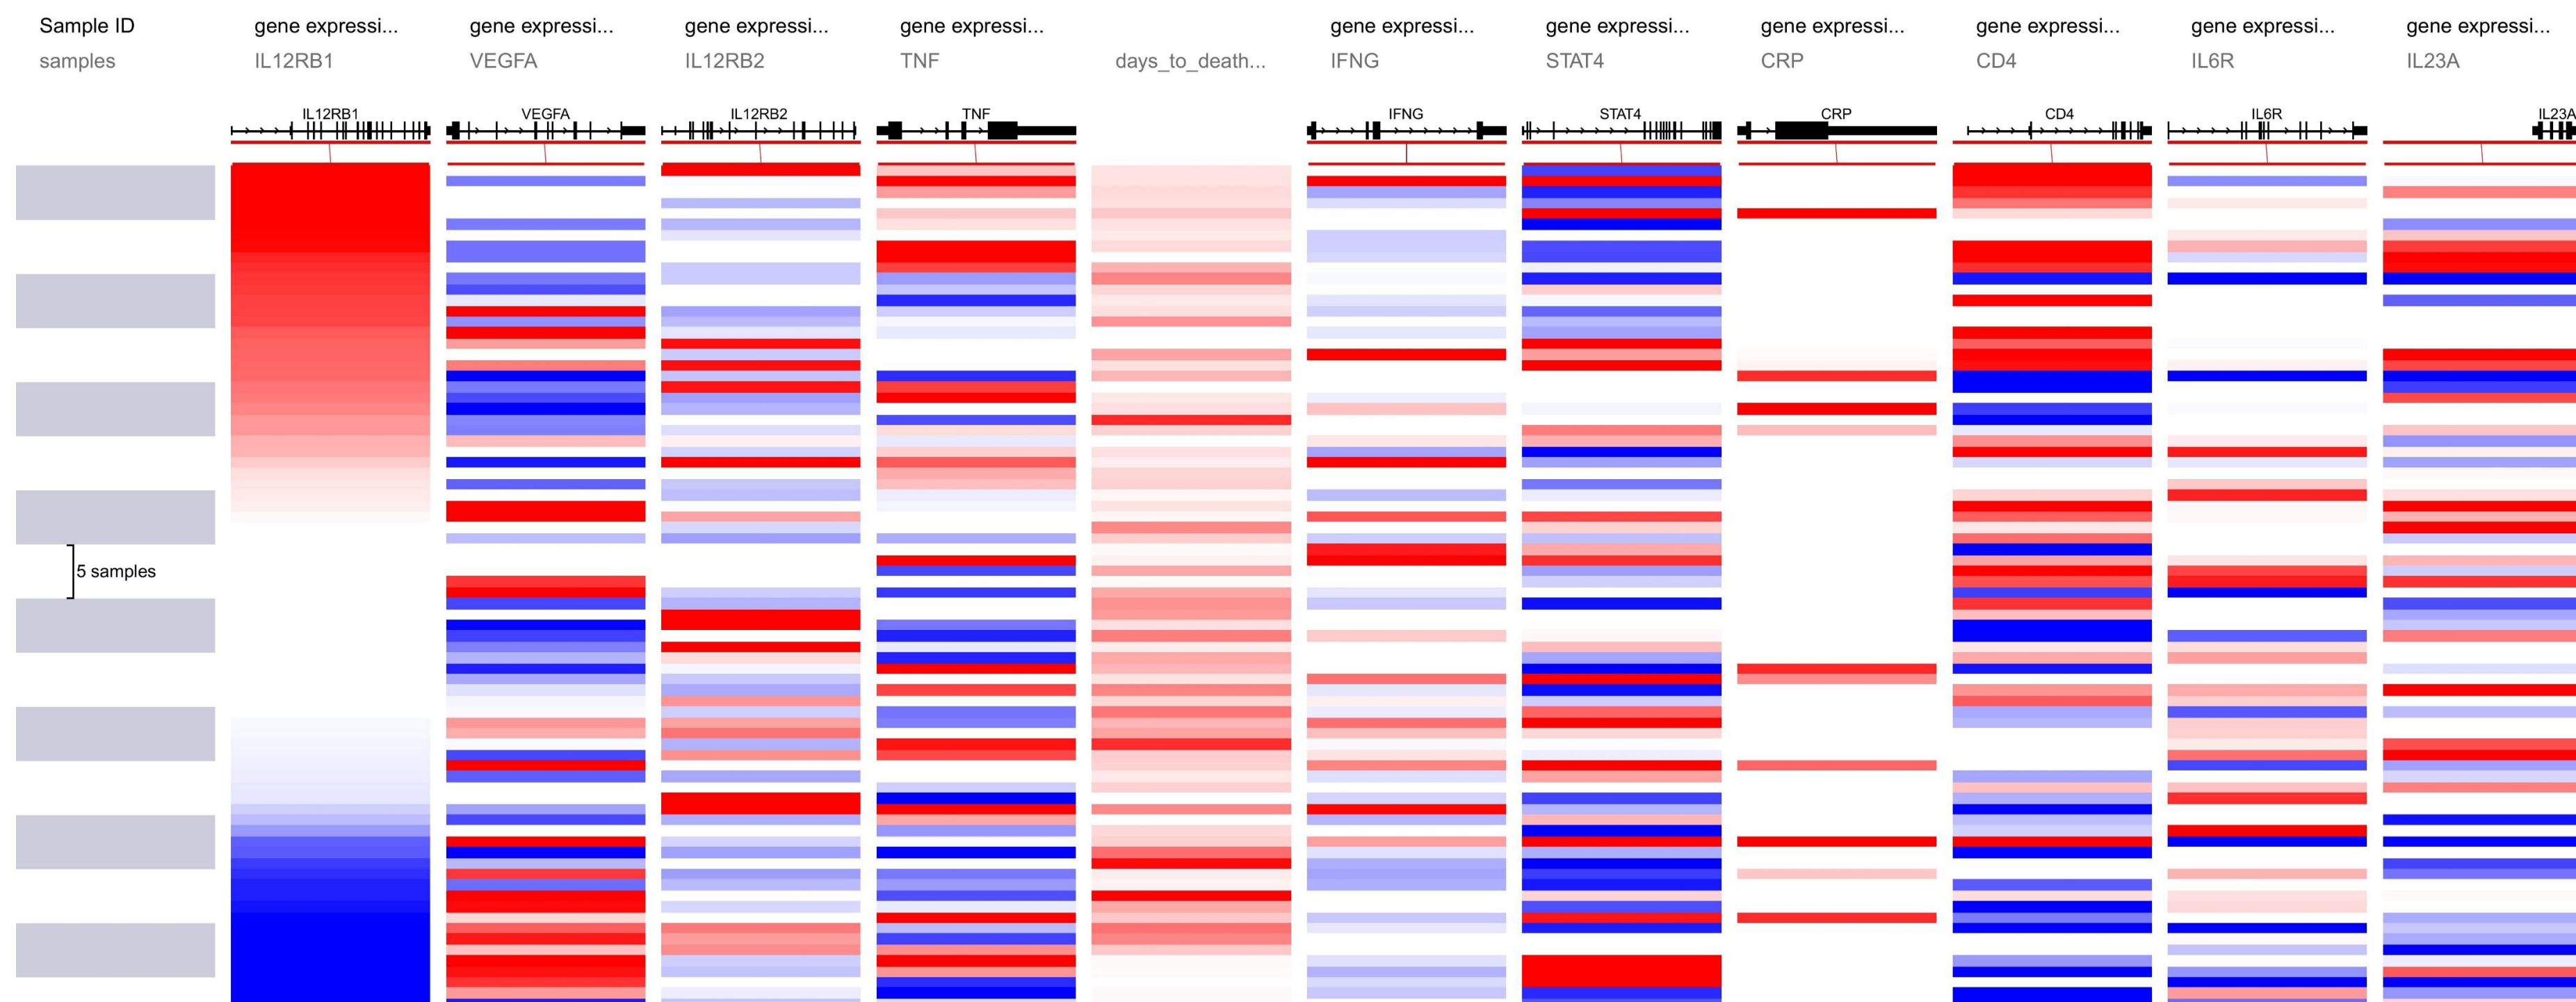 Sample ID gene expressi... gene expressi... gene expressi... gene expressi... gene expressi... gene expressi... gene expressi... gene expressi... gene expressi... gene expressi...
samples IL12RB1 VEGFA IL12RB2 TNF days_to_death... IFNG STAT4 CRP CD4 IL6R IL23A
IL12RB1 VEGFA IL12RB2 TNF IFNG STAT4 CRP CD4 IL6R IL23A
5 samples